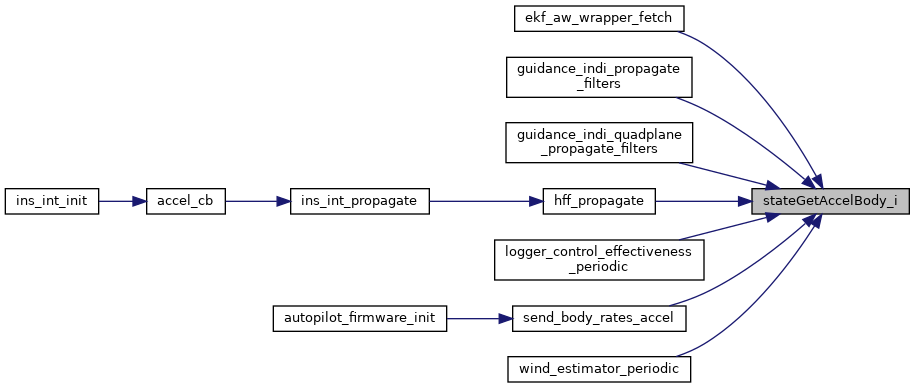 ekf_aw_wrapper_fetch
guidance_indi_propagate
_filters
guidance_indi_quadplane
_propagate_filters
ins_int_init
accel_cb
ins_int_propagate
hff_propagate
stateGetAccelBody_i
logger_control_effectiveness
_periodic
autopilot_firmware_init
send_body_rates_accel
wind_estimator_periodic